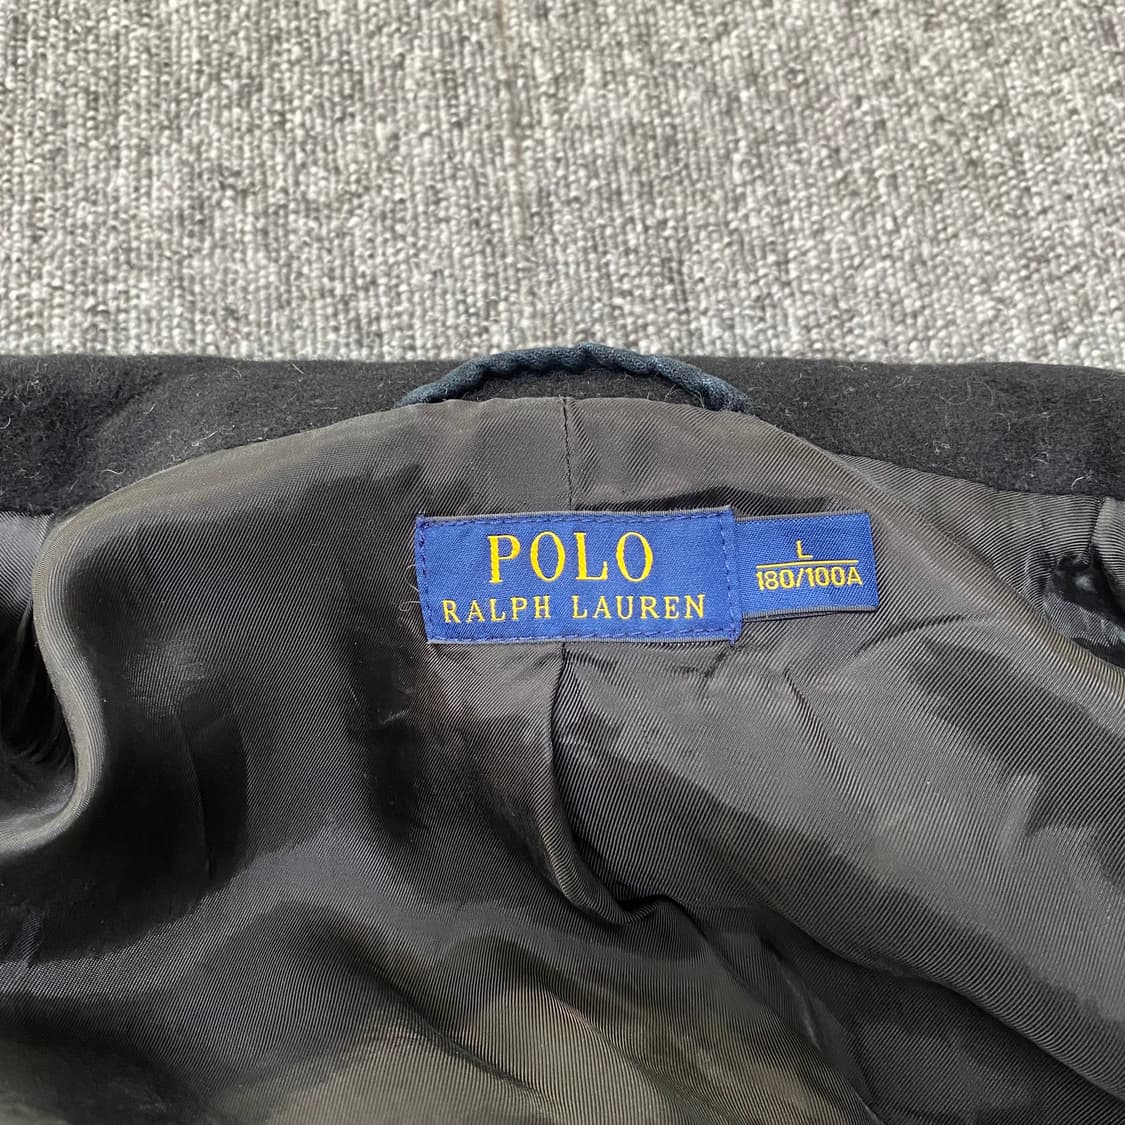 POLO
RALPH LAUREN
L
180/100A